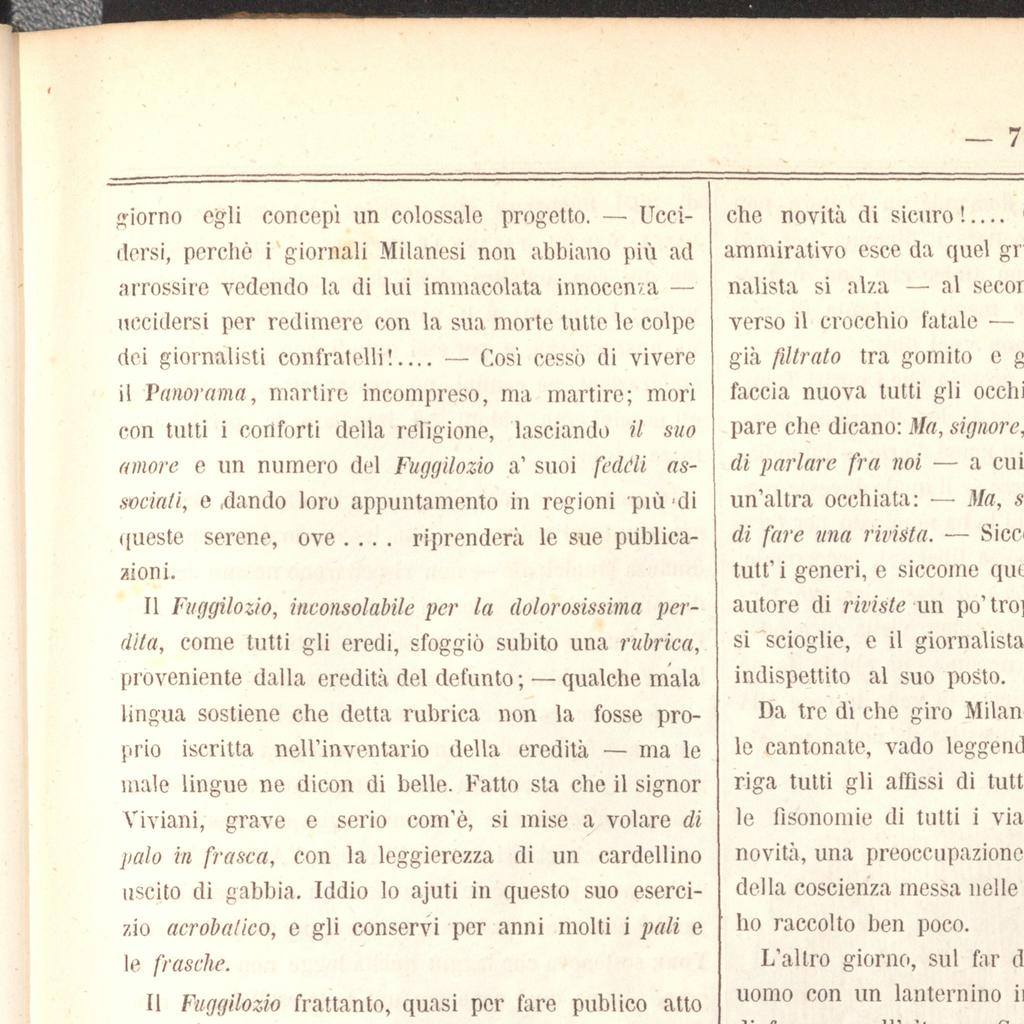 — 7
giorno egli concepì un colossale progetto. — Ucci-
dersi, perchè i giornali Milanesi non abbiano più ad
arrossire vedendo la di lui immacolata innocenza —
uccidersi per redimere con la sua morte tutte le colpe
dei giornalisti confratelli!.... — Così cessò di vivere
il Panorama, martire incompreso, ma martire; morì
con tutti i conforti della religione, lasciando il suo
amore e un numero del Fuggilozio a' suoi fedéli as-
sociati, e dando loro appuntamento in regioni più di
queste serene, ove .... riprenderà le sue publica-
zioni.
Il Fuggilozio, inconsolabile per la dolorosissima per-
dita, come tutti gli eredi, sfoggiò subito una rubrica,
proveniente dalla eredità del defunto; — qualche mala
lingua sostiene che detta rubrica non la fosse pro-
prio iscritta nell'inventario della eredità — ma le
male lingue ne dicon di belle. Fatto sta che il signor
Viviani, grave e serio com'è, si mise a volare di
palo in frasca, con la leggierezza di un cardellino
uscito di gabbia. Iddio lo ajuti in questo suo eserci-
zio acrobatico, e gli conservi per anni molti i pali e
le frasche.
Il Fuggilozio frattanto, quasi per fare publico atto
che novità di sicuro!....
ammirativo esce da quel gr
nalista si alza — al secon
verso il crocchio fatale —
già filtrato tra gomito e g
faccia nuova tutti gli occhi
pare che dicano: Ma, signore,
di parlare fra noi — a cui
un'altra occhiata: — Ma, s
di fare una rivista. — Sicc
tutt'i generi, e siccome que
autore di riviste un po' trop
si scioglie, e il giornalista
indispettito al suo posto.
Da tre dì che giro Milan
le cantonate, vado leggend
riga tutti gli affissi di tutt
le fisonomie di tutti i via
novità, una preoccupazione
della coscienza messa nelle
ho raccolto ben poco.
L'altro giorno, sul far d
uomo con un lanternino i